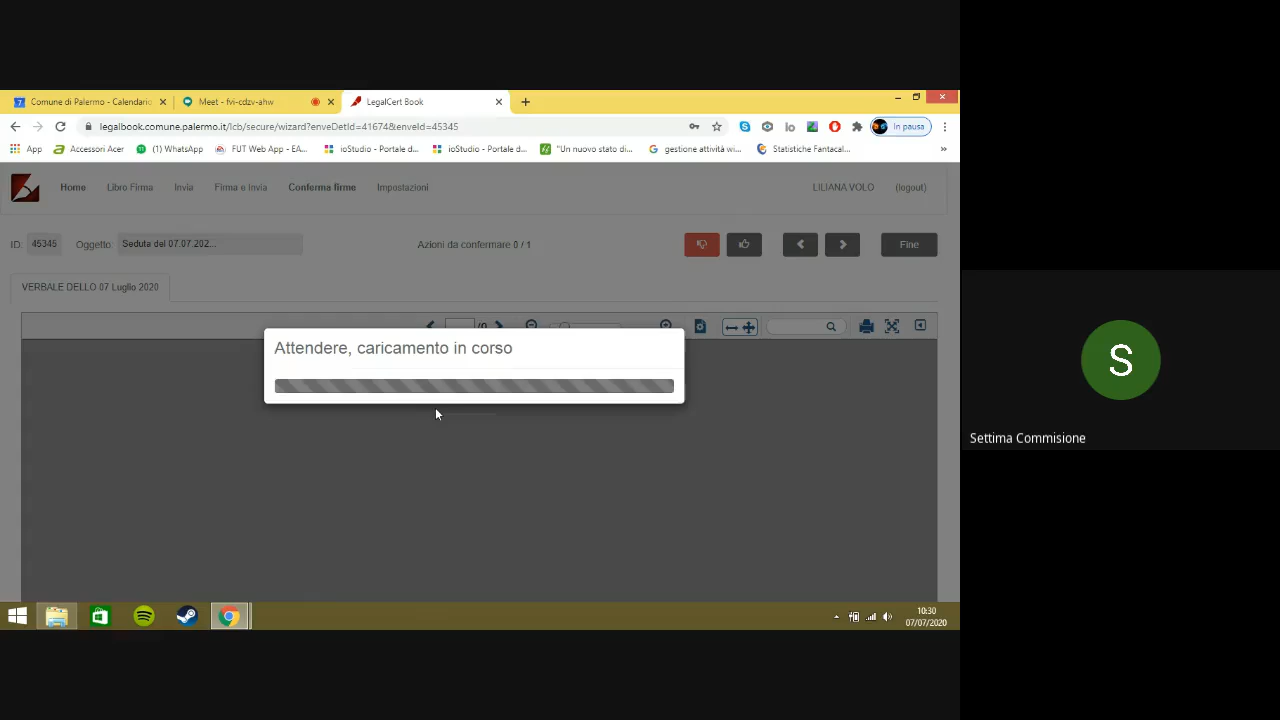 Comune di Palermo - Calendario
Meet - fvi-cdzv-ahw
LegalCert Book
legalbook.comune.palermo.it/lcb/secure/wizard?enveDetId=41674&enveId=45345
In pausa
App
Accessori Acer
(1) WhatsApp
FUT Web App - EA...
ioStudio - Portale d...
ioStudio - Portale d...
"Un nuovo stato di...
gestione attività wi...
Statistiche Fantacal...
»
Home
Libro Firma
Invia
Firma e Invia
Conferma firme
Impostazioni
LILIANA VOLO
(logout)
ID:
45345
Oggetto:
Seduta del 07.07.202...
Azioni da confermare 0 / 1
Fine
VERBALE DELLO 07 Luglio 2020
/0
Attendere, caricamento in corso
10:30
07/07/2020
S
Settima Commisione